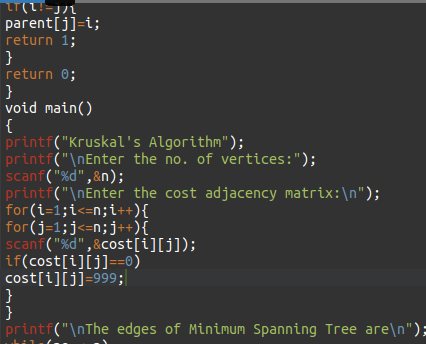 if(i!=j){
parent[j]=i;
return 1;
}
return 0;
}
void main()
{
printf("Kruskal's Algorithm");
printf("\nEnter the no. of vertices:");
scanf("%d",&n);
printf("\nEnter the cost adjacency matrix:\n");
for(i=1;i<=n;i++){
for(j=1;j<=n;j++){
scanf("%d",&cost[i][j]);
if(cost[i][j]==0)
cost[i][j]=999;
}
}
printf("\nThe edges of Minimum Spanning Tree are\n");